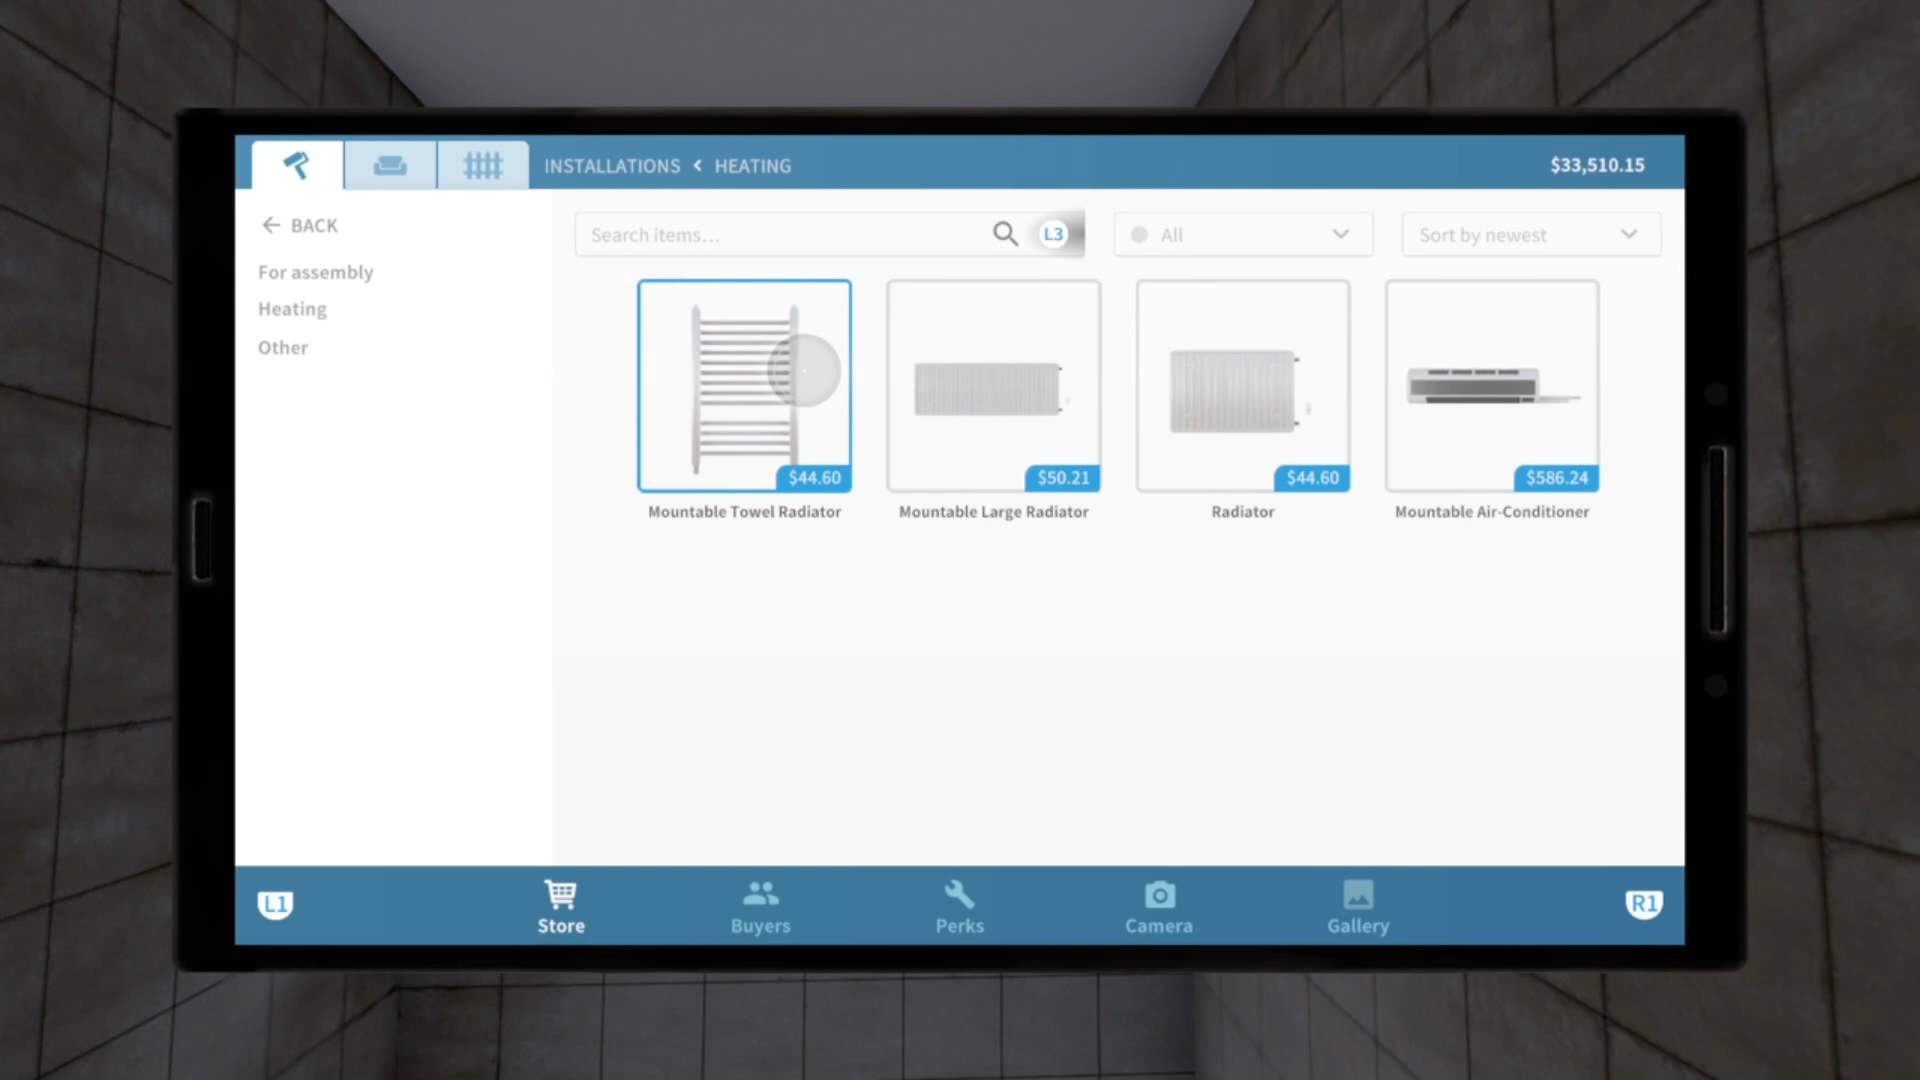 INSTALLATIONS < HEATING
$33,510.15
← BACK
For assembly
Heating
Other
Search items...
L3
All
Sort by newest
$44.60
$50.21
$44.60
$586.24
Mountable Towel Radiator
Mountable Large Radiator
Radiator
Mountable Air-Conditioner
L1
Store
Buyers
Perks
Camera
Gallery
R1